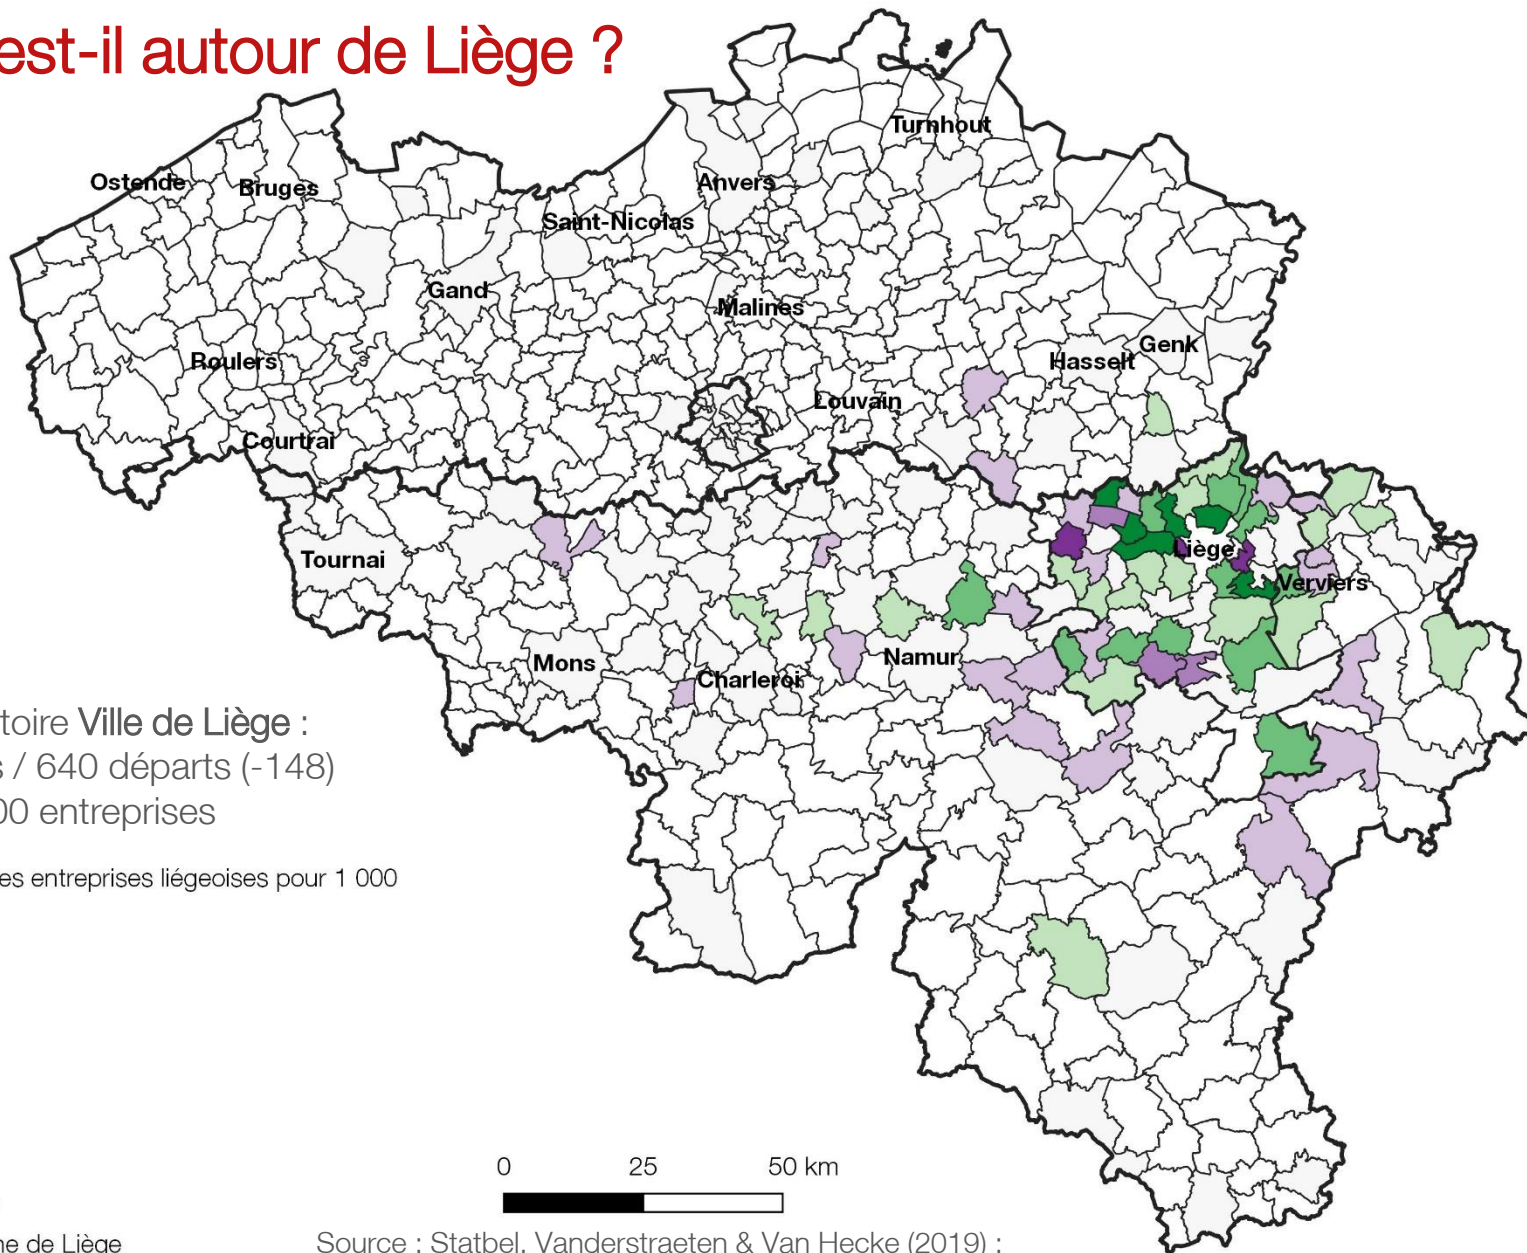 est-il autour de Liège ?
Turnhout
Ostende
Bruges
Anvers
Saint-Nicolas
Gand
Malines
Roulers
Hasselt
Genk
Louvain
Courtrai
Tournai
Liège
Verviers
Mons
Charleroi
Namur
toire Ville de Liège :
s / 640 départs (-148)
00 entreprises
es entreprises liégeoises pour 1 000
0 25 50 km
ne de Liège
Source : Statbel, Vanderstraeten & Van Hecke (2019) ;